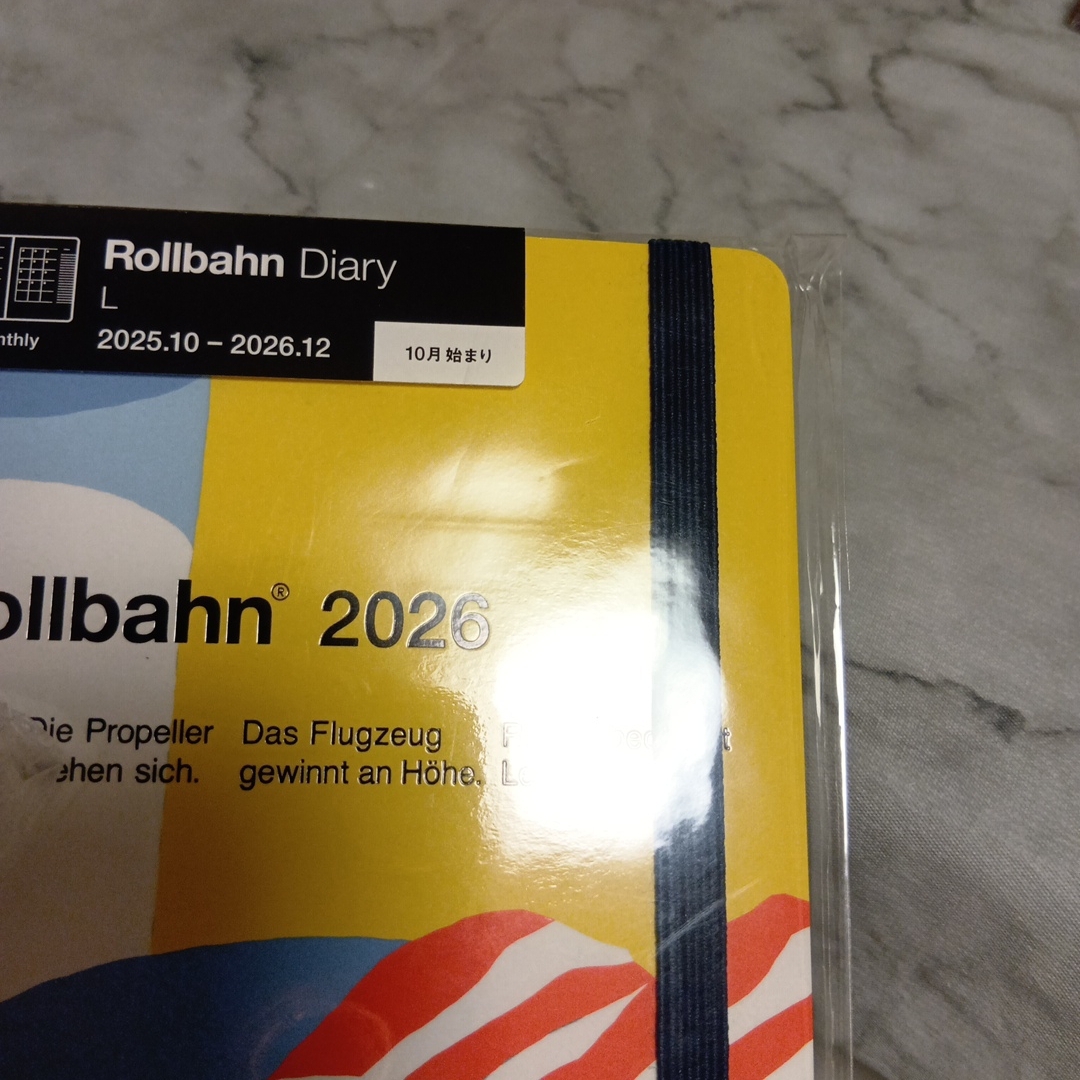 Rollbahn Diary
L
2025.10 – 2026.12
10月始まり
ollbahn® 2026
Die Propeller Das Flugzeug
ehen sich. gewinnt an Höhe.